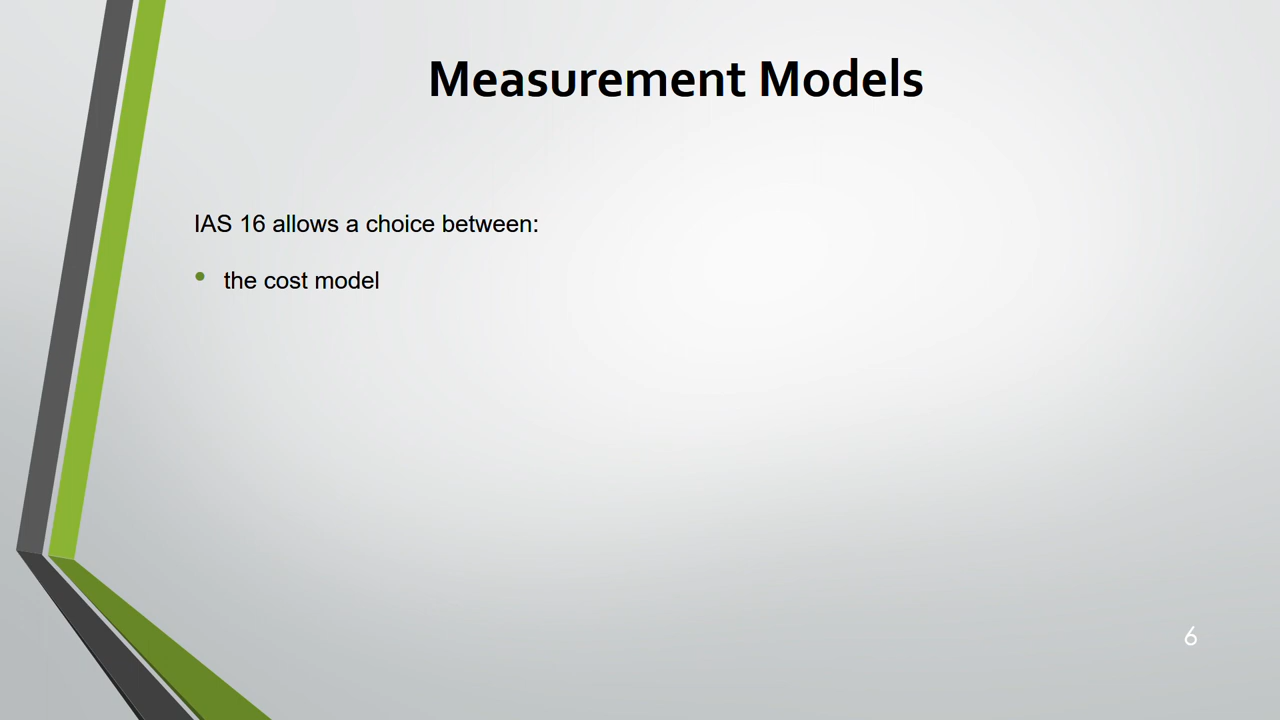 Measurement Models
IAS 16 allows a choice between:
• the cost model
6